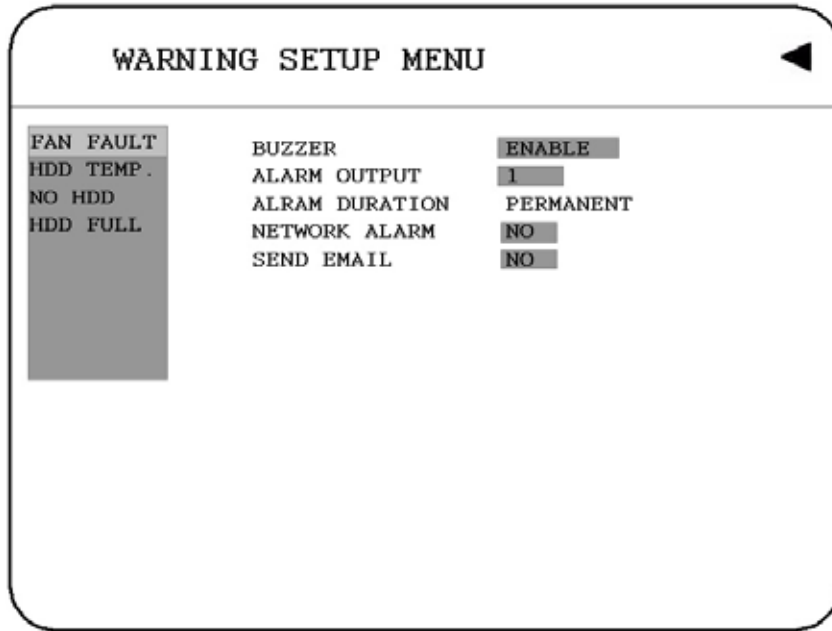 WARNING SETUP MENU
FAN FAULT
HDD TEMP.
NO HDD
HDD FULL
BUZZER ENABLE
ALARM OUTPUT 1
ALRAM DURATION PERMANENT
NETWORK ALARM NO
SEND EMAIL NO